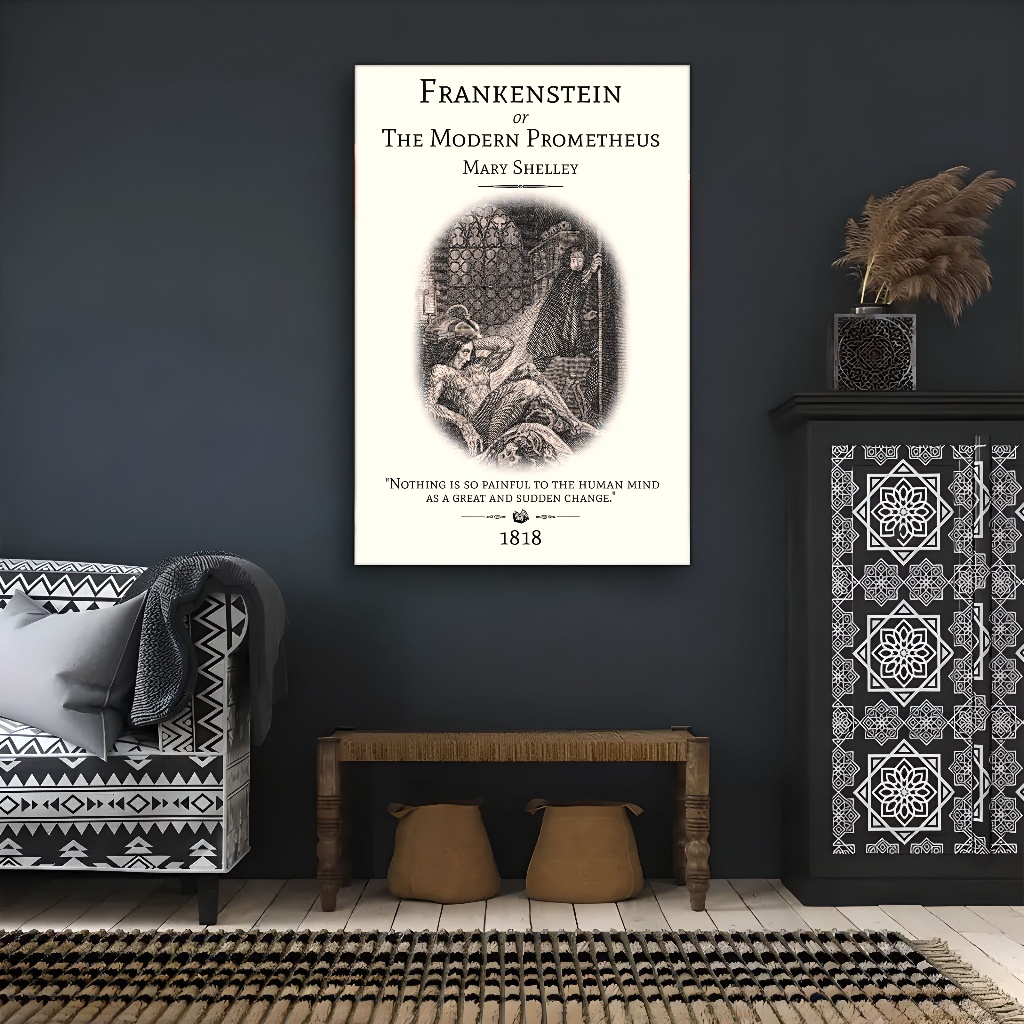 Frankenstein
or
The Modern Prometheus
Mary Shelley
"Nothing is so painful to the human mind
as a great and sudden change."
1818